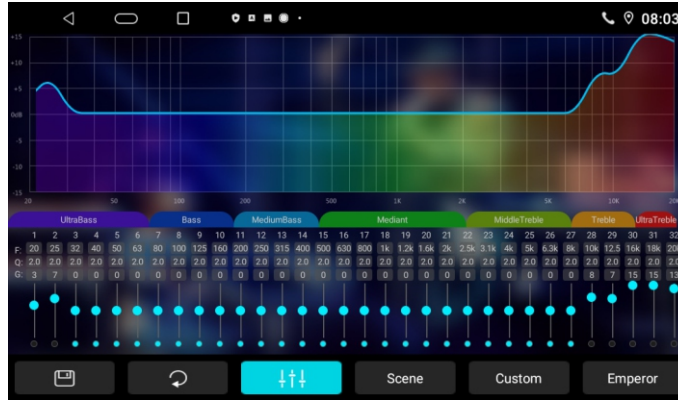 08:03
+15
+10
+5
0dB
-5
-10
-15
20 50 100 200 500 1K 2K 5K 10K
UltraBass Bass MediumBass Mediant MiddleTreble Treble UltraTreble
1 2 3 4 5 6 7 8 9 10 11 12 13 14 15 16 17 18 19 20 21 22 23 24 25 26 27 28 29 30 31 32
F: 20 25 32 40 50 63 80 100 125 160 200 250 315 400 500 630 800 1k 1.2k 1.6k 2k 2.5k 3.1k 4k 5k 6.3k 8k 10k 12.5 16k 18k
Q: 2.0 2.0 2.0 2.0 2.0 2.0 2.0 2.0 2.0 2.0 2.0 2.0 2.0 2.0 2.0 2.0 2.0 2.0 2.0 2.0 2.0 2.0 2.0 2.0 2.0 2.0 2.0 2.0 2.0 2.0 2.0 2.0
G: 3 7 0 0 0 0 0 0 0 0 0 0 0 0 0 0 0 0 0 0 0 0 0 0 0 0 0 8 7 15 15 13
Scene Custom Emperor